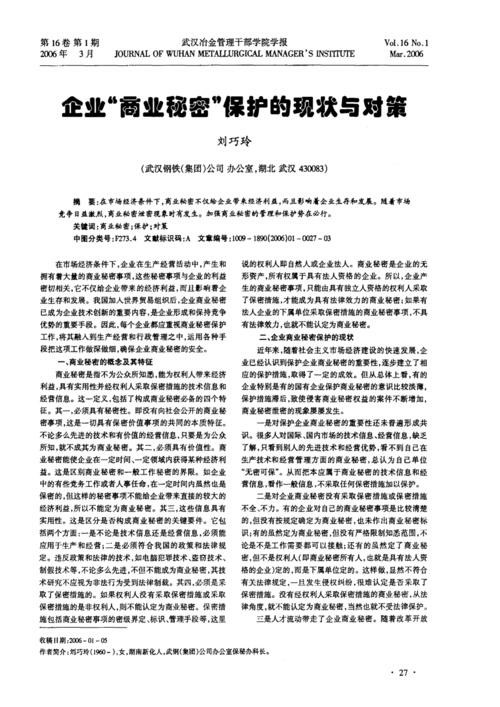 第16卷第1期
2006年 3月
武汉冶金管理干部学院学报
JOURNAL OF WUHAN METALLURGICAL MANAGER'S INSTITUTE
Vol.16 No.1
Mar.2006
企业“商业秘密”保护的现状与对策
刘巧玲
(武汉钢铁(集团)公司 办公室,湖北 武汉 430083)
摘 要:在市场经济条件下,商业秘密不仅给企业带来经济利益,而且影响着企业生存和发展。随着市场
竞争日益激烈,商业秘密泄密现象时有发生。加强商业秘密的管理和保护势在必行。
关键词:商业秘密;保护;对策
中图分类号:F273.4 文献标识码:A 文章编号:1009-1890(2006)01-0027-03
在市场经济条件下,企业在生产经营活动中,产生和
拥有着大量的商业秘密事项,这些秘密事项与企业的利益
密切相关,它不仅给企业带来的经济利益,而且影响着企
业生存和发展。我国加入世界贸易组织后,企业商业秘密
已成为企业技术创新的重要内容,是企业形成和保持竞争
优势的重要手段。因此,每个企业都应重视商业秘密保护
工作,将其融入到生产经营和行政管理之中,运用各种手
段把这项工作做深做细,确保企业商业秘密的安全。
一、商业秘密的概念及其特征
商业秘密是指不为公众所知悉,能为权利人带来经济
利益,具有实用性并经权利人采取保密措施的技术信息和
经营信息。这一定义,包括了构成商业秘密必备的四个特
征。其一,必须具有秘密性。即没有向社会公开的商业秘
密事项,这是一切具有保密价值事项的共同的本质特征。
不论多么先进的技术和有价值的经营信息,只要是为公众
所知,就不成其为商业秘密。其二,必须具有价值性。商
业秘密能使企业在一定时间、一定领域内获得某种经济利
益。这是区别商业秘密和一般工作秘密的界限。如企业
中的有些党务工作或者人事任命,在一定时间内虽然也是
保密的,但这样的秘密事项不能给企业带来直接的较大的
经济利益,所以不能定为商业秘密。其三,这些信息具有
实用性。这是区分是否构成商业秘密的关键要件。它包
括两个方面:一是不论是技术信息还是经营信息,必须能
应用于生产和经营;二是必须符合我国的政策和法律规
定。违反政策和法律的技术,如电脑犯罪技术、盗窃技术、
制假技术等,不论多么先进,不但不能成为商业秘密,其技
术研究不应视为非法行为受到法律制裁。其四,必须是采
取了保密措施的。如果权利人没有采取保密措施或采取
保密措施的是非权利人,则不能认定为商业秘密。保密措
施包括商业秘密事项的密级界定、标识、管理手段等,这里
说的权利人即自然人或企业法人。商业秘密是企业的无
形资产,所有权属于具有法人资格的企业。所以,企业产
生的商业秘密事项,只能由具有独立人资格的权利人采取
了保密措施,才能成为具有法律效力的商业秘密;如果有
法人企业的下属单位采取保密措施的商业秘密事项,不具
有法律效力,也就不能认定为商业秘密。
二、企业商业秘密保护的现状
近年来,随着社会主义市场经济建设的快速发展,企
业已经认识到保护企业商业秘密的重要性,逐步建立了相
应的保护措施,取得了一定的成效。但从总体上看,有的
企业特别是有的国有企业保护商业秘密的意识比较淡薄,
保护措施滞后,致使侵害商业秘密权益的案件不断增加,
商业秘密泄密的现象屡屡发生。
一是对保护企业商业秘密的重要性还未普遍形成共
识。很多人对国际、国内市场的技术信息、经营信息,缺乏
了解,只看到别人的先进技术和经营优势,看不到自己在
生产技术和经营管理方面的商业秘密,总认为自己单位
“无密可保”。从而把本应属于商业秘密的技术信息和经
营信息,看作一般信息,不采取任何保密措施加以保护。
二是对企业商业秘密没有采取保密措施或保密措施
不全、不力。有的企业对自己的商业秘密事项是比较清楚
的,但没有按规定确定为商业秘密,也未作出商业秘密标
识;有的虽然定为商业秘密,但没有严格限制知悉范围,不
论是不是工作需要都可以接触;还有的虽然定了商业秘
密,但不是权利人(即商业秘密所有人,也就是具有法人资
格的企业)定的,而是下属单位定的。这样做,显然不符合
有关法律规定,一旦发生侵权纠纷,很难认定是否采取了
保密措施。没有经权利人采取保密措施的商业秘密,从法
律角度,就不能认定为商业秘密,当然也就不受法律保护。
三是人才流动带走了企业商业秘密。随着改革开放
收稿日期:2006-01-05
作者简介:刘巧玲(1960-),女,湖南新化人,武钢(集团)公司办公室保秘办科长。
·27·